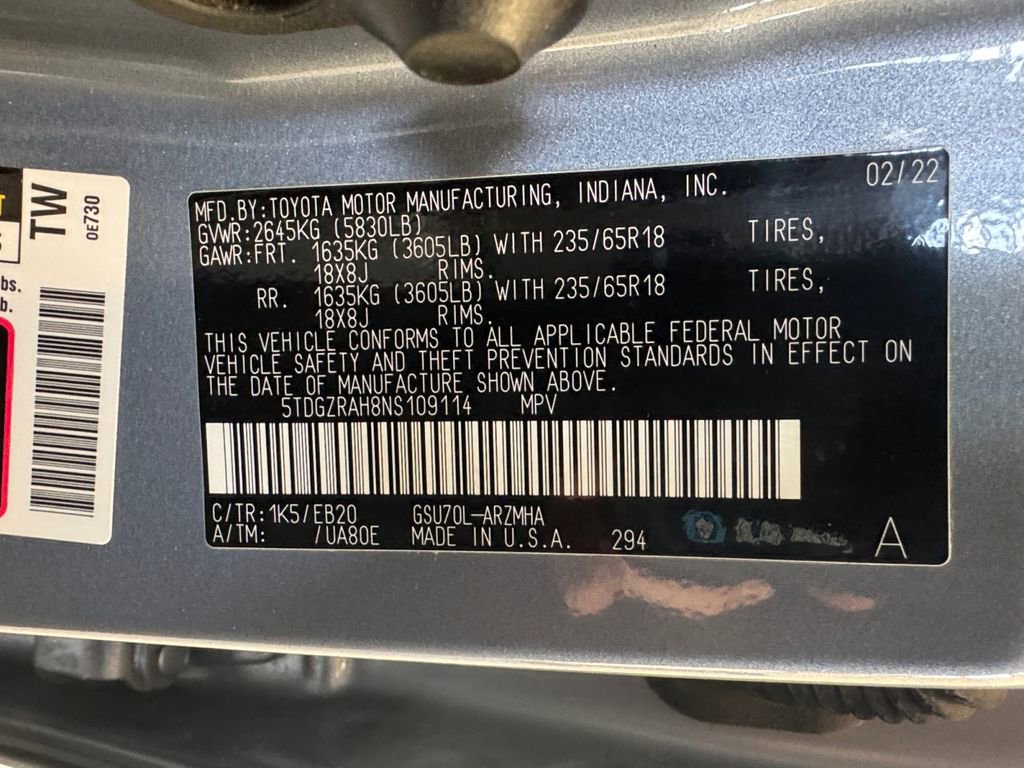 MFD.BY:TOYOTA MOTOR MANUFACTURING, INDIANA, INC. 02/22
GVWR:2645KG (5830LB)
GAWR:FRT. 1635KG (3605LB) WITH 235/65R18 TIRES,
18X8J RIMS.
RR. 1635KG (3605LB) WITH 235/65R18 TIRES,
18X8J RIMS.
THIS VEHICLE CONFORMS TO ALL APPLICABLE FEDERAL MOTOR
VEHICLE SAFETY AND THEFT PREVENTION STANDARDS IN EFFECT ON
THE DATE OF MANUFACTURE SHOWN ABOVE.
5TDGZRAH8NS109114 MPV
C/TR:1K5/EB20 GSU70L-ARZMHA
A/TM: /UA80E MADE IN U.S.A. 294 A
TW
0E730
bs.
b.